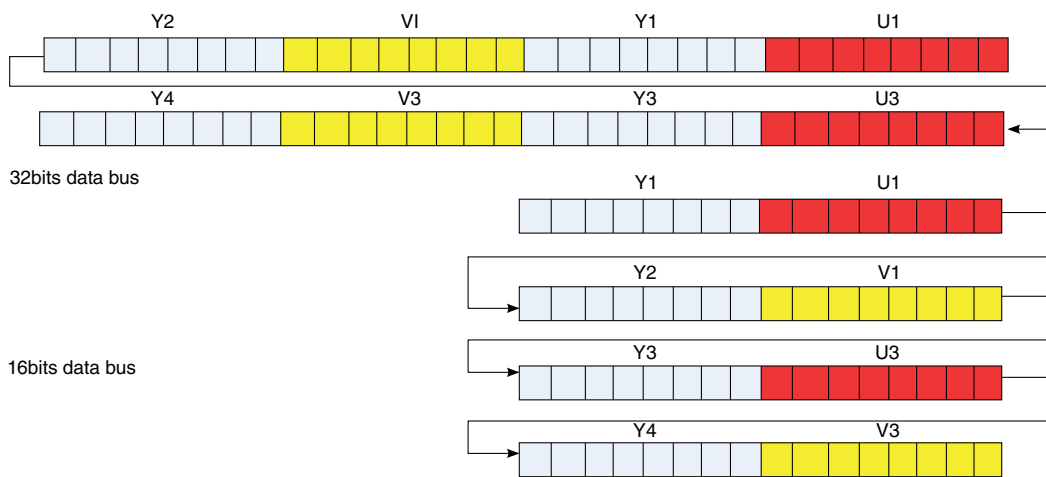 Y2 VI Y1 U1
Y4 V3 Y3 U3
32bits data bus
Y1 U1
Y2 V1
16bits data bus
Y3 U3
Y4 V3